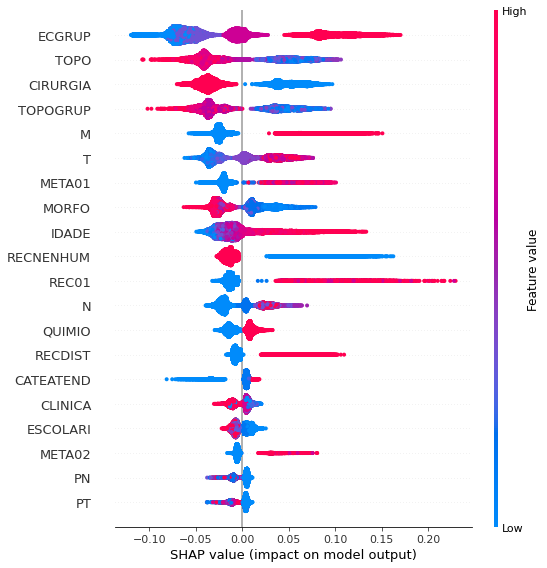 High
ECGRUP
TOPO
CIRURGIA
TOPOGRUP
M
T
META01
MORFO
IDADE
RECNENHUM
REC01
N
QUIMIO
RECDIST
CATEATEND
CLINICA
ESCOLARI
META02
PN
PT
Feature value
Low
−0.10 −0.05 0.00 0.05 0.10 0.15 0.20
SHAP value (impact on model output)